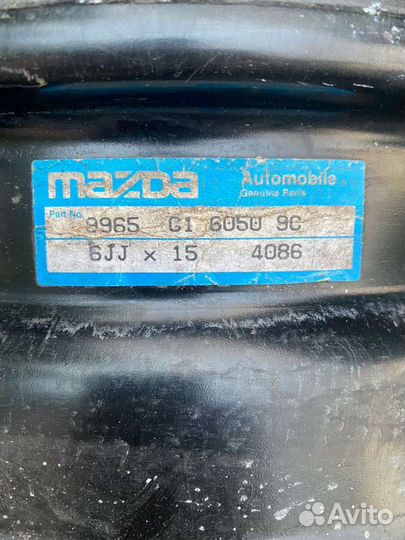 mazda Automobile
Genuine Parts
Part No. 9965 C1 6050 9C
6JJ x 15 4086
Avito